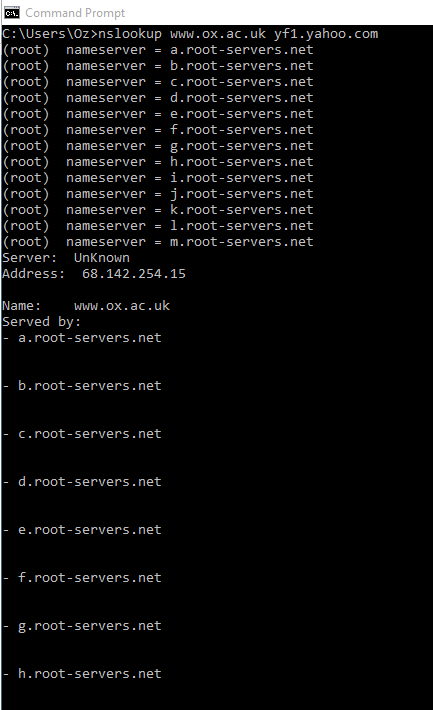 Command Prompt
C:\Users\Oz>nslookup www.ox.ac.uk yf1.yahoo.com
(root)  nameserver = a.root-servers.net
(root)  nameserver = b.root-servers.net
(root)  nameserver = c.root-servers.net
(root)  nameserver = d.root-servers.net
(root)  nameserver = e.root-servers.net
(root)  nameserver = f.root-servers.net
(root)  nameserver = g.root-servers.net
(root)  nameserver = h.root-servers.net
(root)  nameserver = i.root-servers.net
(root)  nameserver = j.root-servers.net
(root)  nameserver = k.root-servers.net
(root)  nameserver = l.root-servers.net
(root)  nameserver = m.root-servers.net
Server:  UnKnown
Address:  68.142.254.15
Name:    www.ox.ac.uk
Served by:
- a.root-servers.net
- b.root-servers.net
- c.root-servers.net
- d.root-servers.net
- e.root-servers.net
- f.root-servers.net
- g.root-servers.net
- h.root-servers.net